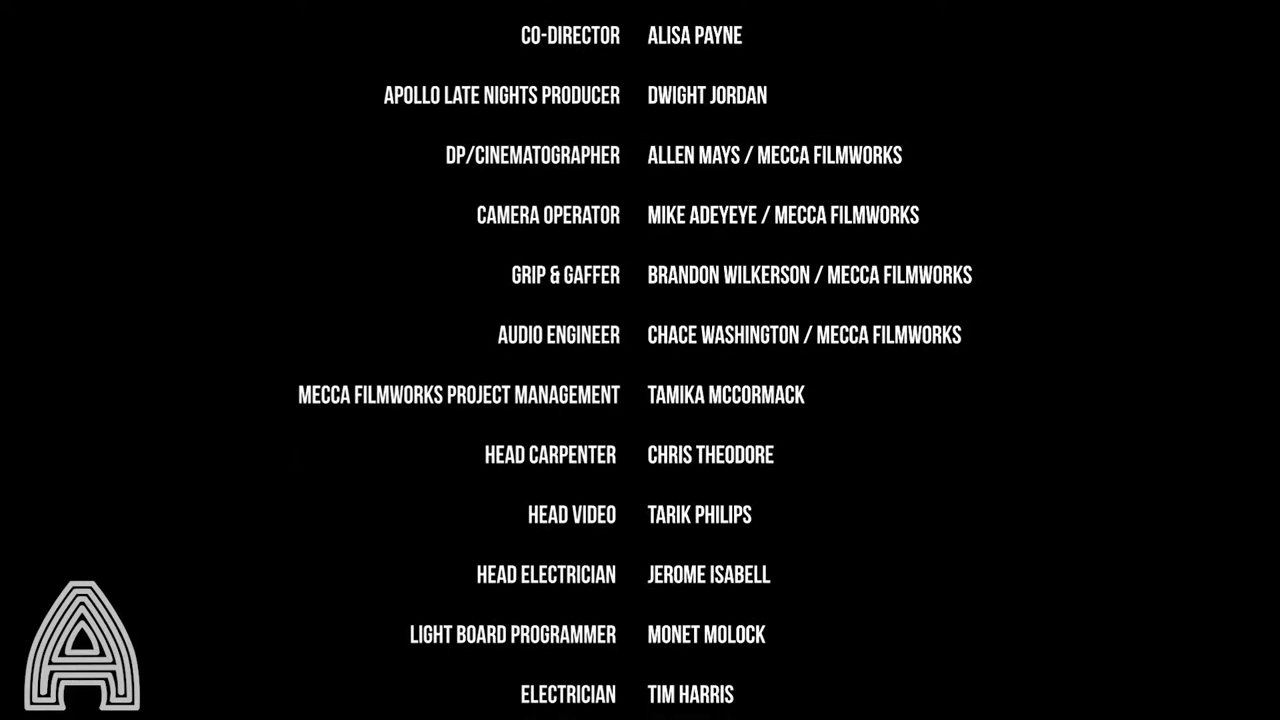 CO-DIRECTOR ALISA PAYNE
APOLLO LATE NIGHTS PRODUCER DWIGHT JORDAN
DP/CINEMATOGRAPHER ALLEN MAYS / MECCA FILMWORKS
CAMERA OPERATOR MIKE ADEYEYE / MECCA FILMWORKS
GRIP & GAFFER BRANDON WILKERSON / MECCA FILMWORKS
AUDIO ENGINEER CHACE WASHINGTON / MECCA FILMWORKS
MECCA FILMWORKS PROJECT MANAGEMENT TAMIKA MCCORMACK
HEAD CARPENTER CHRIS THEODORE
HEAD VIDEO TARIK PHILIPS
HEAD ELECTRICIAN JEROME ISABELL
LIGHT BOARD PROGRAMMER MONET MOLOCK
ELECTRICIAN TIM HARRIS
A